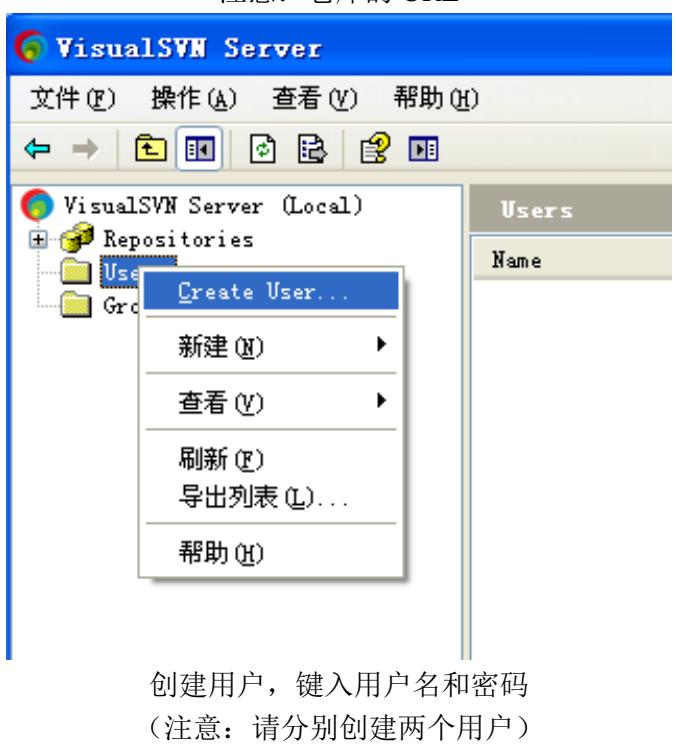 VisualSVN Server
文件(F) 操作(A) 查看(V) 帮助(H)
VisualSVN Server (Local)
Repositories
Users
Name
Create User...
新建(N)
查看(V)
刷新(F)
导出列表(L)...
帮助(H)
创建用户，键入用户名和密码
（注意：请分别创建两个用户）